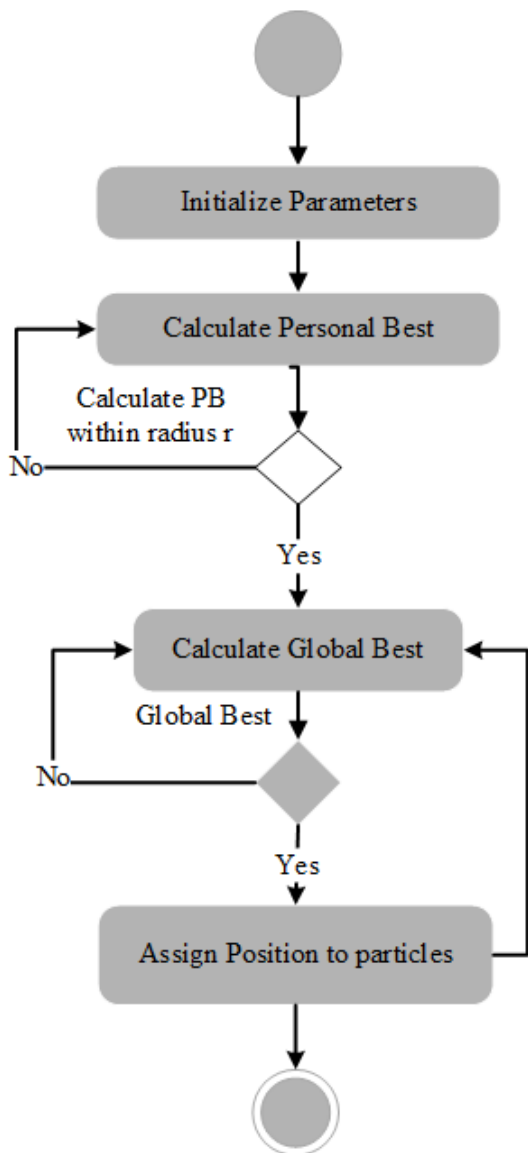 Initialize Parameters
Calculate Personal Best
Calculate PB
within radius r
No
Yes
Calculate Global Best
Global Best
No
Yes
Assign Position to particles